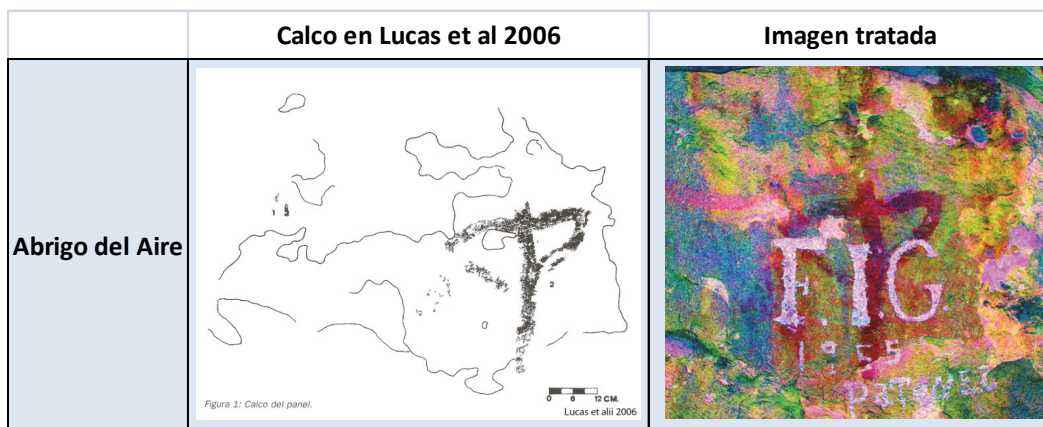 Calco en Lucas et al 2006
Imagen tratada
Abrigo del Aire
1
2
Figura 1: Calco del panel.
0 6 12 CM.
Lucas et alii 2006
F.I.G.
1955